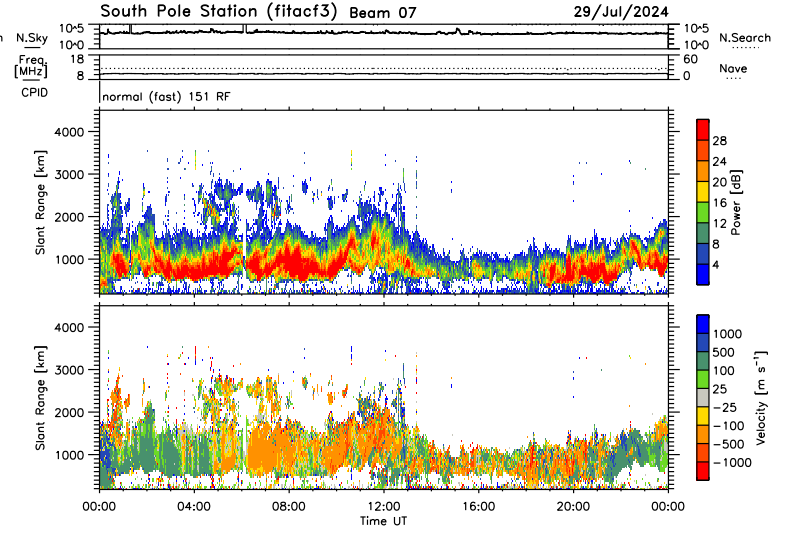 South Pole Station (fitacf3) Beam 07 29/Jul/2024
N.Sky 10^5 10^5 N.Search
10^0 10^0
Freq. 18 60
[MHz] Nave
8 0
CPID normal (fast) 151 RF
Slant Range [km]
4000
3000
2000
1000
28
24
20
16
12
8
4
Power [dB]
Slant Range [km]
4000
3000
2000
1000
1000
500
100
25
-25
-100
-500
-1000
Velocity [m s⁻¹]
00:00 04:00 08:00 12:00 16:00 20:00 00:00
Time UT